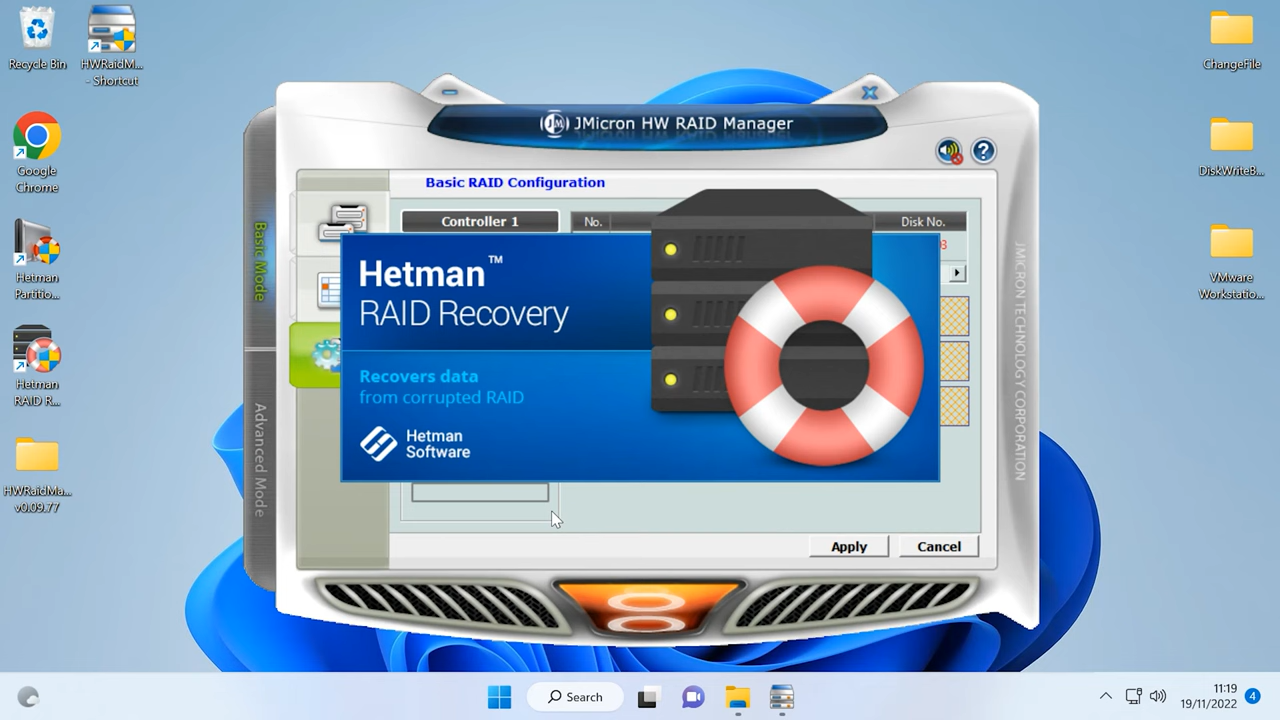 Recycle Bin
HWRaidM...
- Shortcut
Google
Chrome
Hetman
Partitio...
Hetman
RAID R...
HWRaidMa...
v0.09.77
ChangeFile
DiskWriteB...
VMware
Workstatio...
JMicron HW RAID Manager
Basic Mode
Advanced Mode
Basic RAID Configuration
Controller 1
No.
Disk No.
Hetman™
RAID Recovery
Recovers data
from corrupted RAID
Hetman
Software
Apply
Cancel
JMICRON TECHNOLOGY CORPORATION
Search
11:19
19/11/2022
4